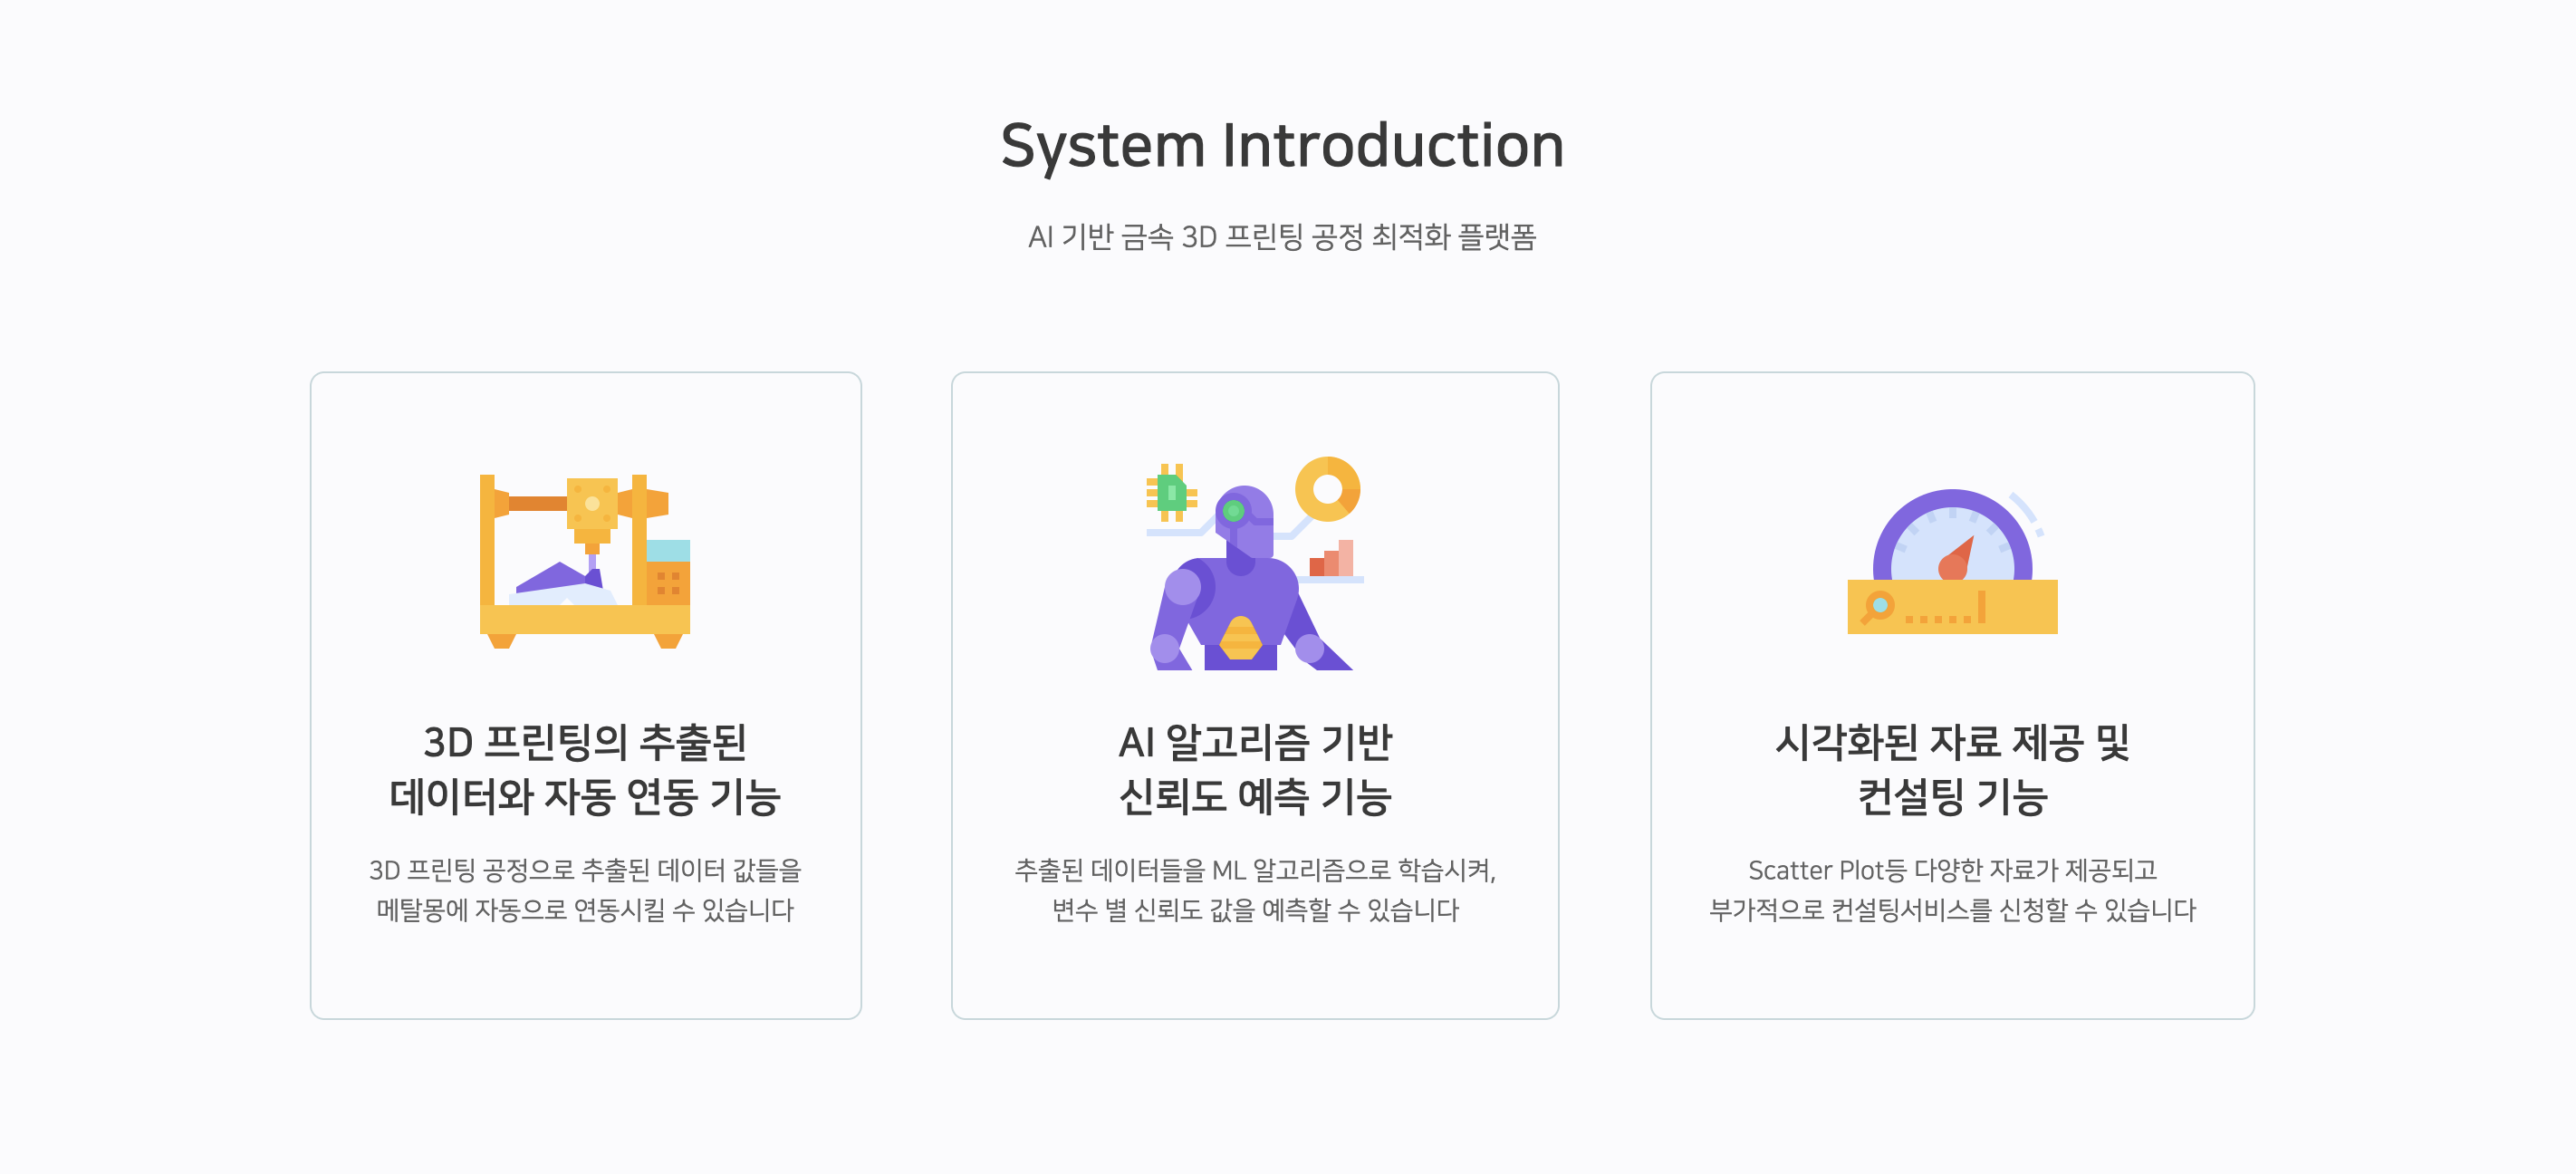 System Introduction
AI 기반 금속 3D 프린팅 공정 최적화 플랫폼
3D 프린팅의 추출된
데이터와 자동 연동 기능
3D 프린팅 공정으로 추출된 데이터 값들을
메탈몽에 자동으로 연동시킬 수 있습니다
AI 알고리즘 기반
신뢰도 예측 기능
추출된 데이터들을 ML 알고리즘으로 학습시켜,
변수 별 신뢰도 값을 예측할 수 있습니다
시각화된 자료 제공 및
컨설팅 기능
Scatter Plot등 다양한 자료가 제공되고
부가적으로 컨설팅서비스를 신청할 수 있습니다